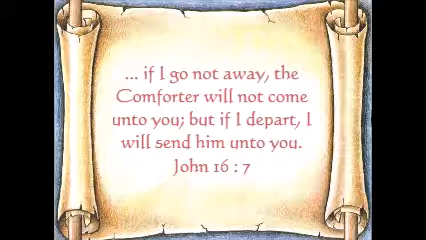 ... if I go not away, the
Comforter will not come
unto you; but if I depart, I
will send him unto you.
John 16 : 7